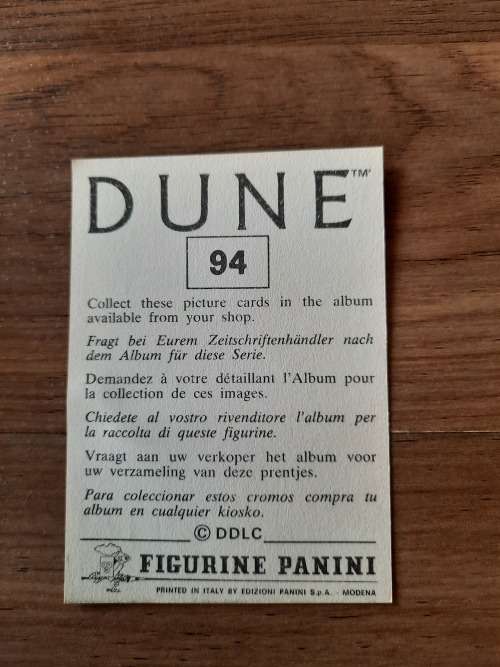 DUNE™
94
Collect these picture cards in the album
available from your shop.
Fragt bei Eurem Zeitschriftenhändler nach
dem Album für diese Serie.
Demandez à votre détaillant l'Album pour
la collection de ces images.
Chiedete al vostro rivenditore l'album per
la raccolta di queste figurine.
Vraagt aan uw verkoper het album voor
uw verzameling van deze prentjes.
Para coleccionar estos cromos compra tu
album en cualquier kiosko.
© DDLC
FIGURINE PANINI
PRINTED IN ITALY BY EDIZIONI PANINI S.p.A. - MODENA